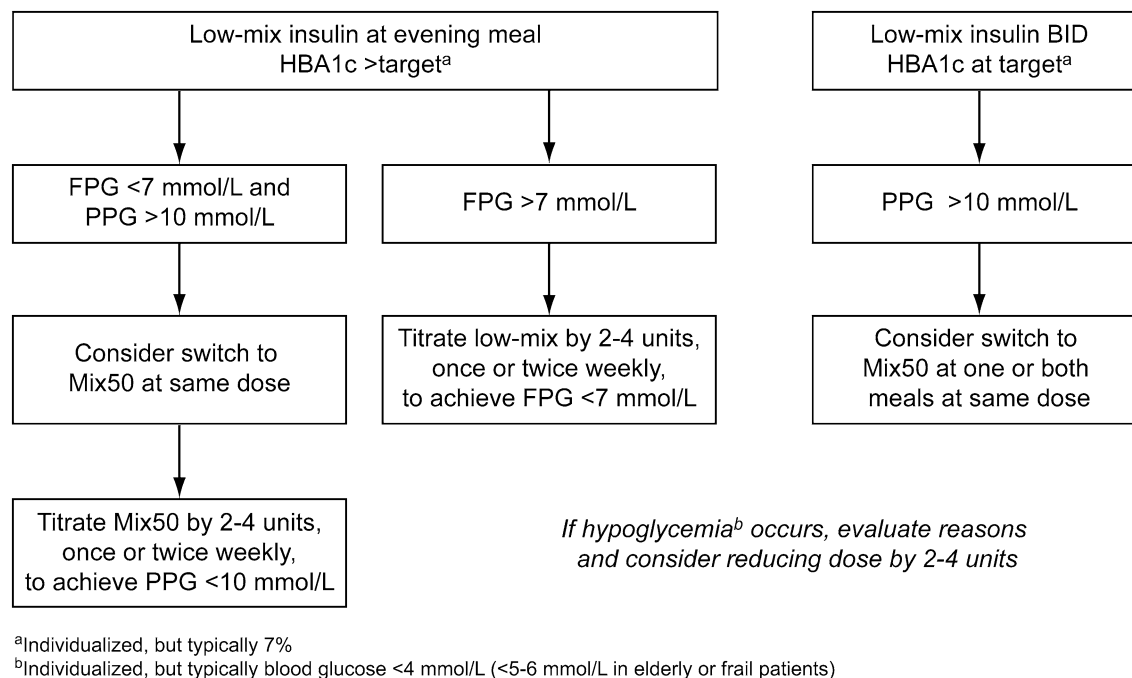 Low-mix insulin at evening meal
HBA1c >targetᵃ
Low-mix insulin BID
HBA1c at targetᵃ
FPG <7 mmol/L and
PPG >10 mmol/L
FPG >7 mmol/L
PPG >10 mmol/L
Consider switch to
Mix50 at same dose
Titrate low-mix by 2-4 units,
once or twice weekly,
to achieve FPG <7 mmol/L
Consider switch to
Mix50 at one or both
meals at same dose
Titrate Mix50 by 2-4 units,
once or twice weekly,
to achieve PPG <10 mmol/L
If hypoglycemiaᵇ occurs, evaluate reasons
and consider reducing dose by 2-4 units
ᵃIndividualized, but typically 7%
ᵇIndividualized, but typically blood glucose <4 mmol/L (<5-6 mmol/L in elderly or frail patients)